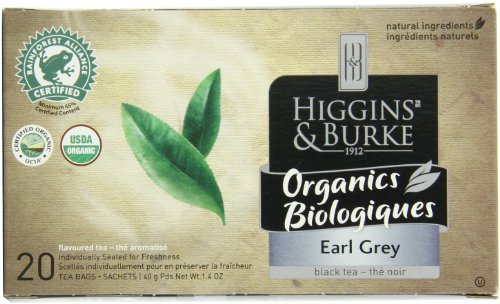 natural ingredients
ingrédients naturels
RAINFOREST ALLIANCE
CERTIFIED
Minimum 65%
Certified Content
H&B
HIGGINS
& BURKE
1912
CERTIFIED ORGANIC
OCIA
USDA
ORGANIC
Organics
Biologiques
Earl Grey
black tea – thé noir
20
flavoured tea – thé aromatisé
Individually Sealed for Freshness
Scellés individuellement pour en préserver la fraîcheur
TEA BAGS • SACHETS | 40 g Pds Net Wt. 1.4 OZ